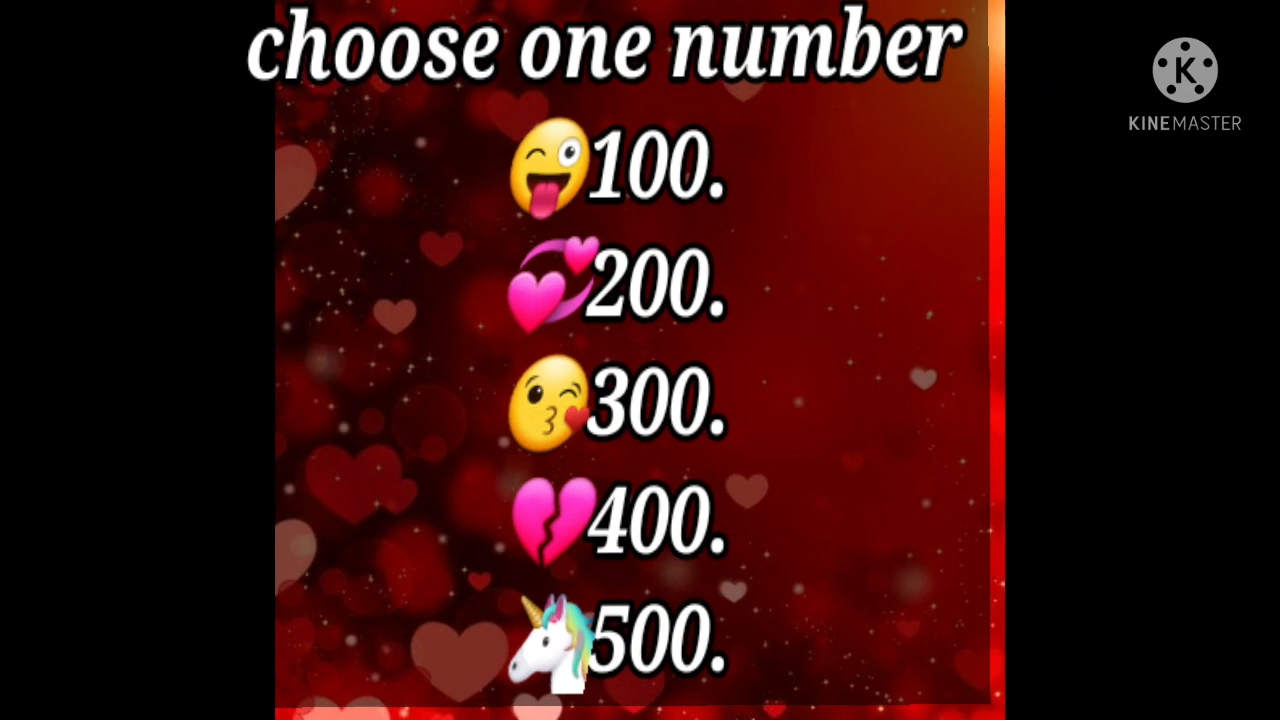 choose one number
😜100.
💞200.
😘300.
💔400.
🦄500.
K
KINEMASTER